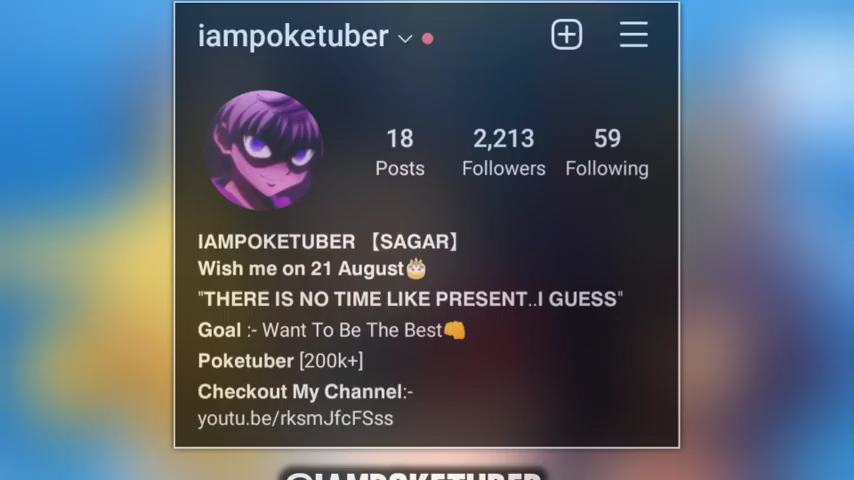 iampoketuber
18 2,213 59
Posts Followers Following
IAMPOKETUBER 【SAGAR】
Wish me on 21 August🎂
"THERE IS NO TIME LIKE PRESENT..I GUESS"
Goal :- Want To Be The Best👊
Poketuber [200k+]
Checkout My Channel:-
youtu.be/rksmJfcFSss
@IAMPOKETUBER